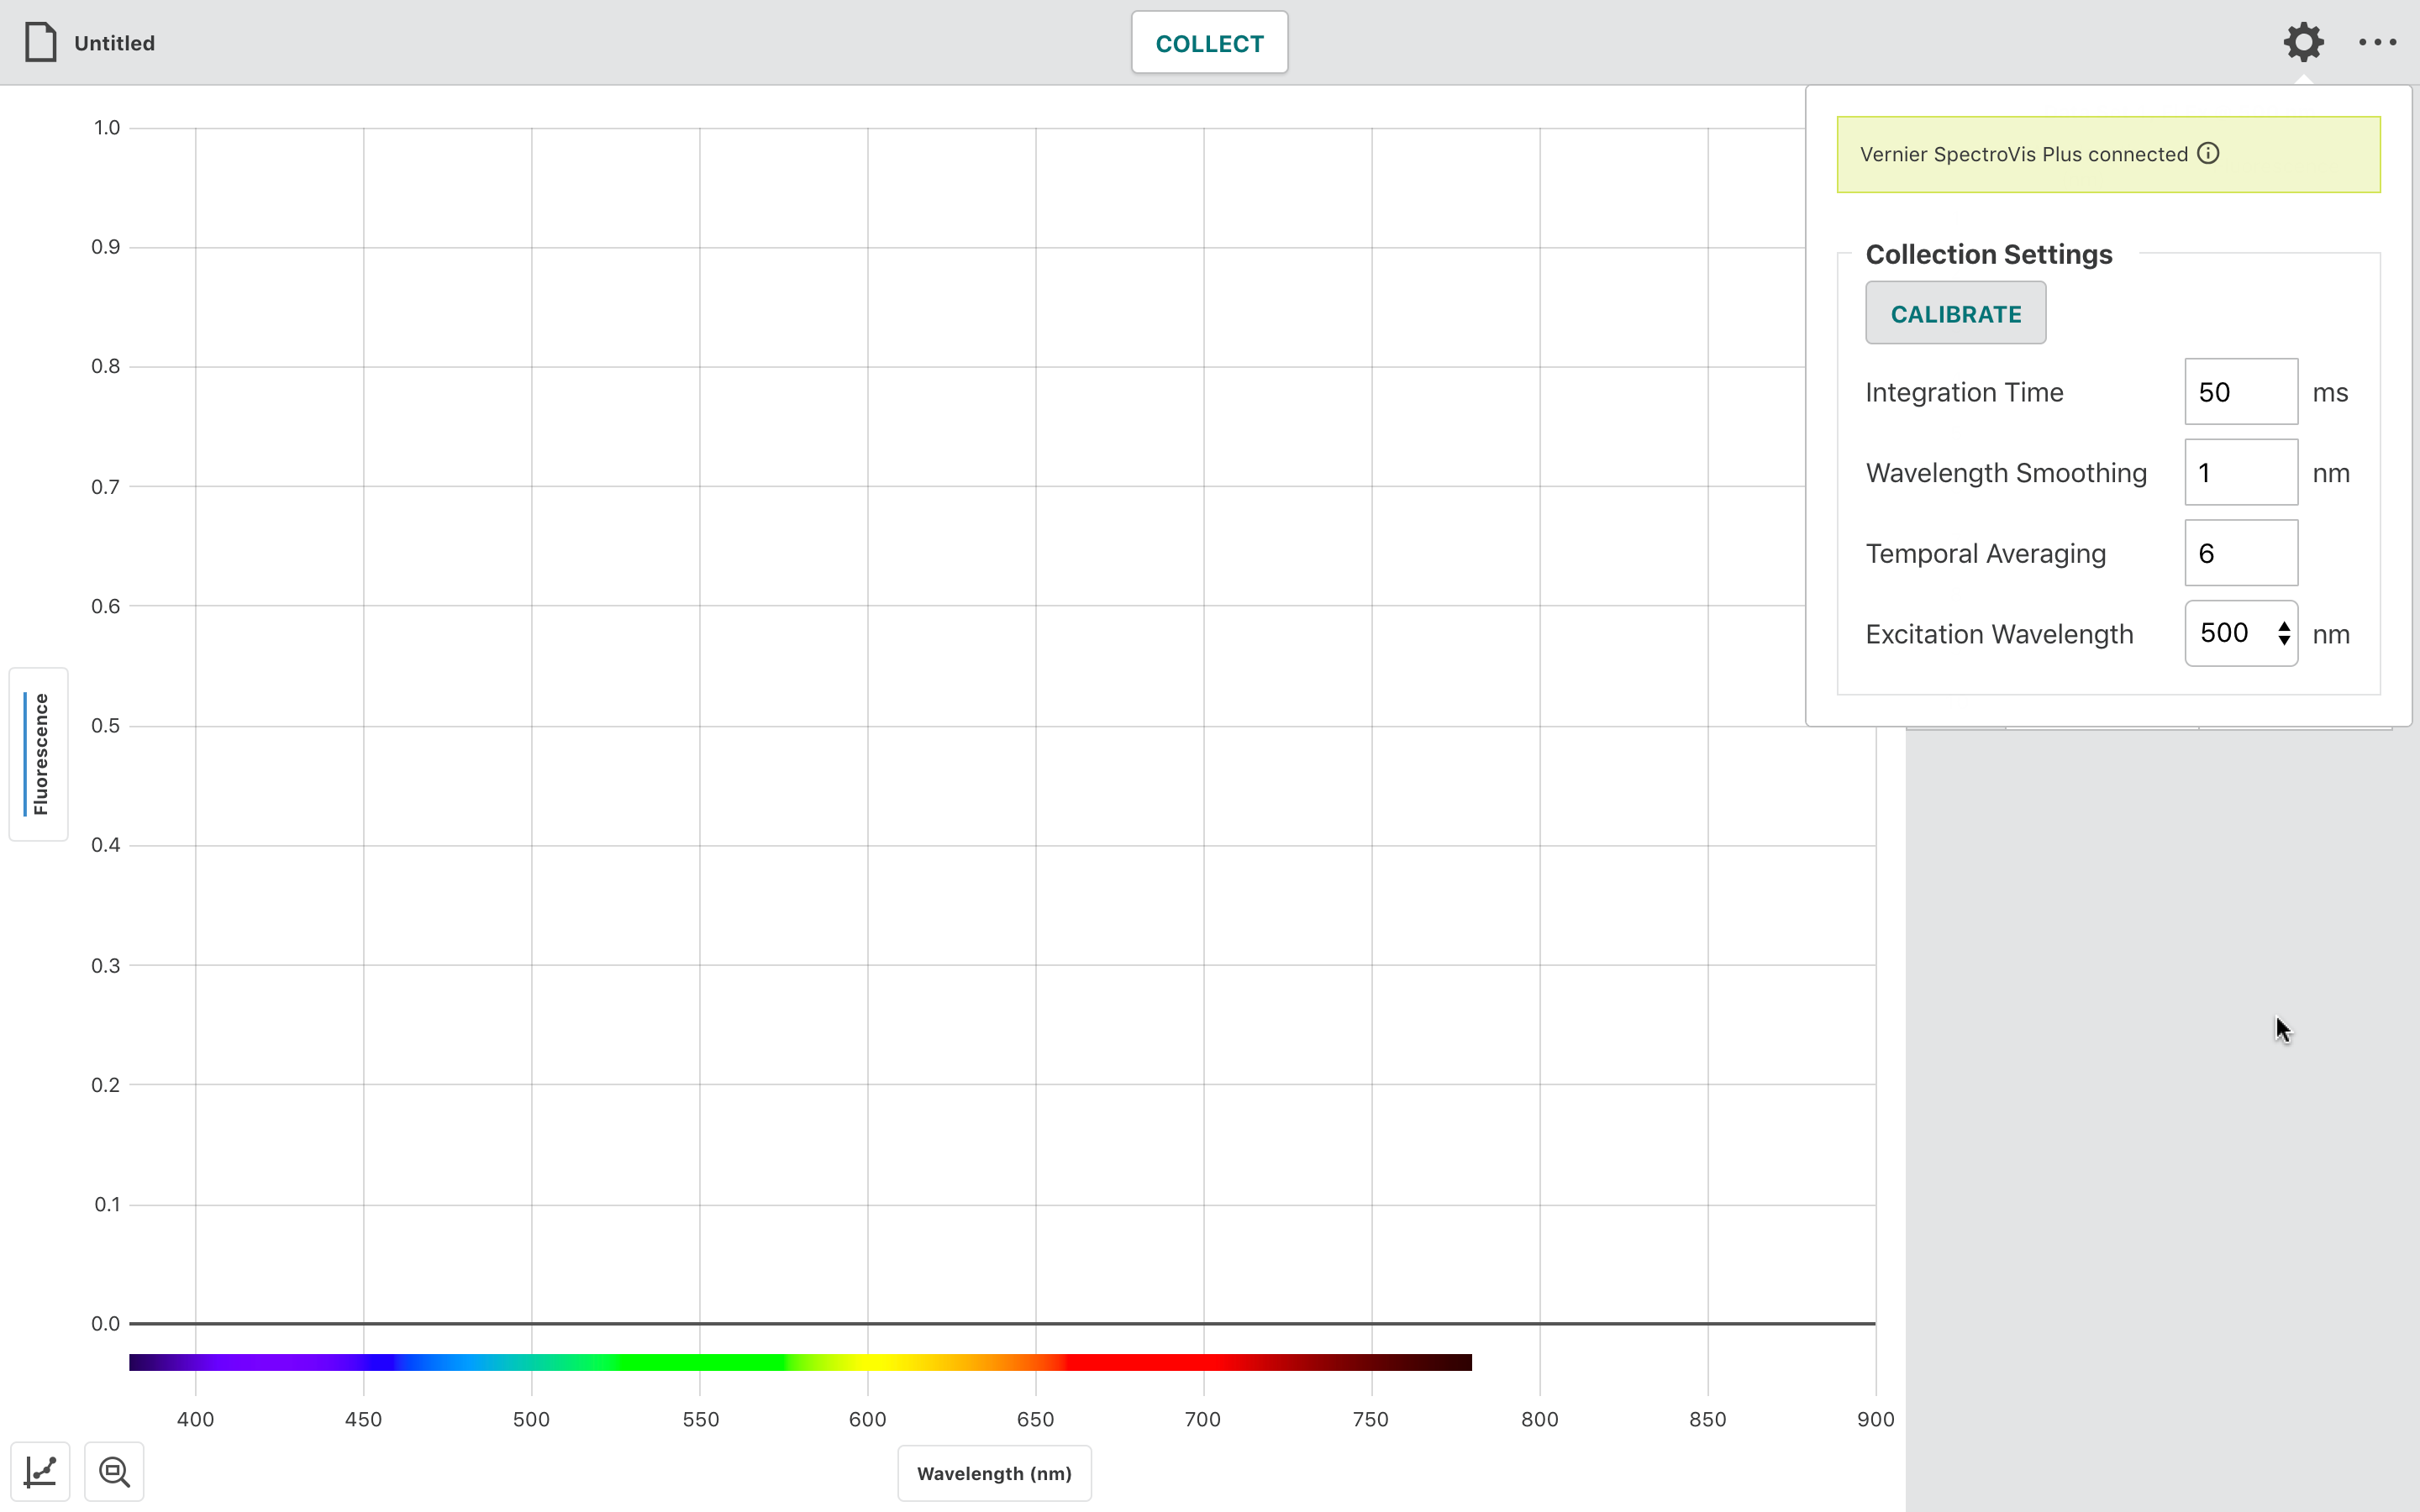 Untitled
COLLECT
Vernier SpectroVis Plus connected
Collection Settings
CALIBRATE
Integration Time 50 ms
Wavelength Smoothing 1 nm
Temporal Averaging 6
Excitation Wavelength 500 nm
1.0
0.9
0.8
0.7
0.6
0.5
0.4
0.3
0.2
0.1
0.0
Fluorescence
400 450 500 550 600 650 700 750 800 850 900
Wavelength (nm)